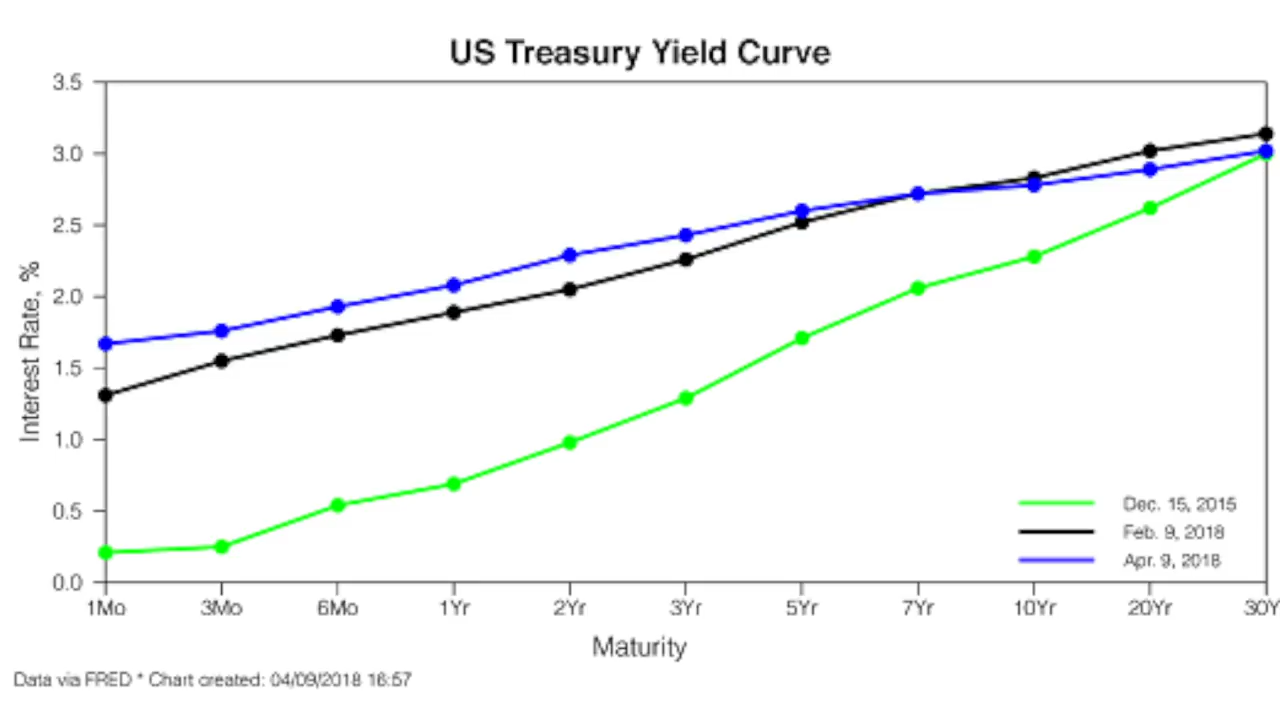 US Treasury Yield Curve
3.5
3.0
2.5
2.0
1.5
1.0
0.5
0.0
Interest Rate, %
1Mo 3Mo 6Mo 1Yr 2Yr 3Yr 5Yr 7Yr 10Yr 20Yr 30Y
Maturity
Dec. 15, 2015
Feb. 9, 2018
Apr. 9, 2018
Data via FRED * Chart created: 04/09/2018 16:57